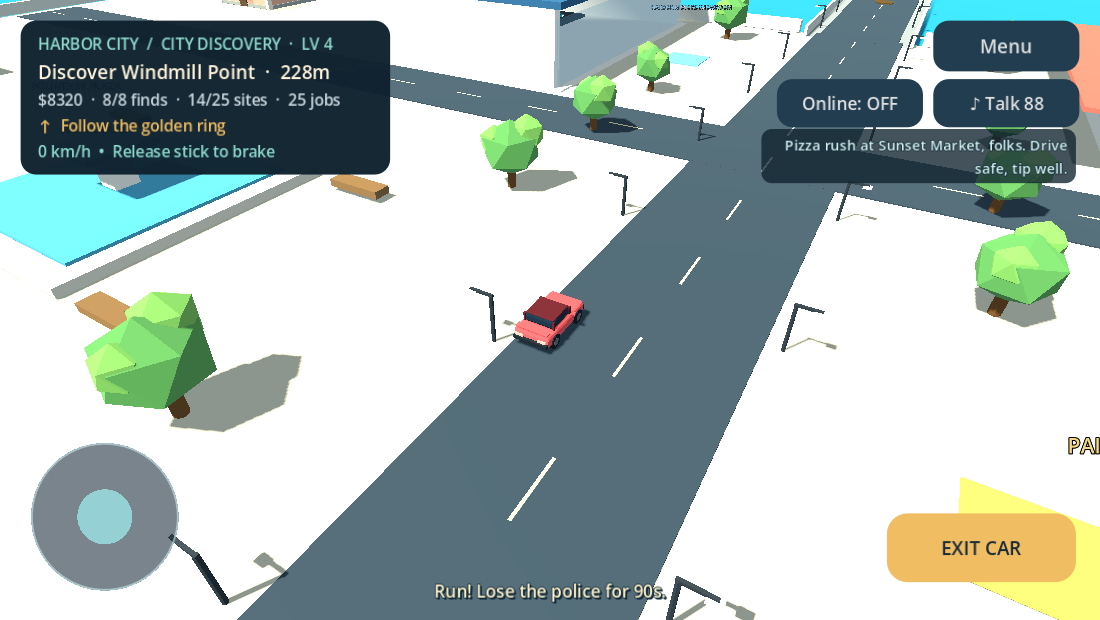 HARBOR CITY / CITY DISCOVERY · LV 4
Discover Windmill Point · 228m
$8320 · 8/8 finds · 14/25 sites · 25 jobs
↑ Follow the golden ring
0 km/h • Release stick to brake
Menu
Online: OFF
♪ Talk 88
Pizza rush at Sunset Market, folks. Drive
safe, tip well.
EXIT CAR
Run! Lose the police for 90s.